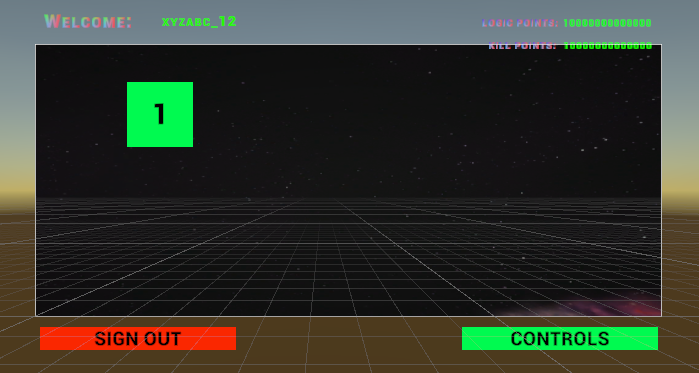 WELCOME: XYZABC_12
LOGIC POINTS: 10000000000000
KILL POINTS: 10000000000000
1
SIGN OUT
CONTROLS